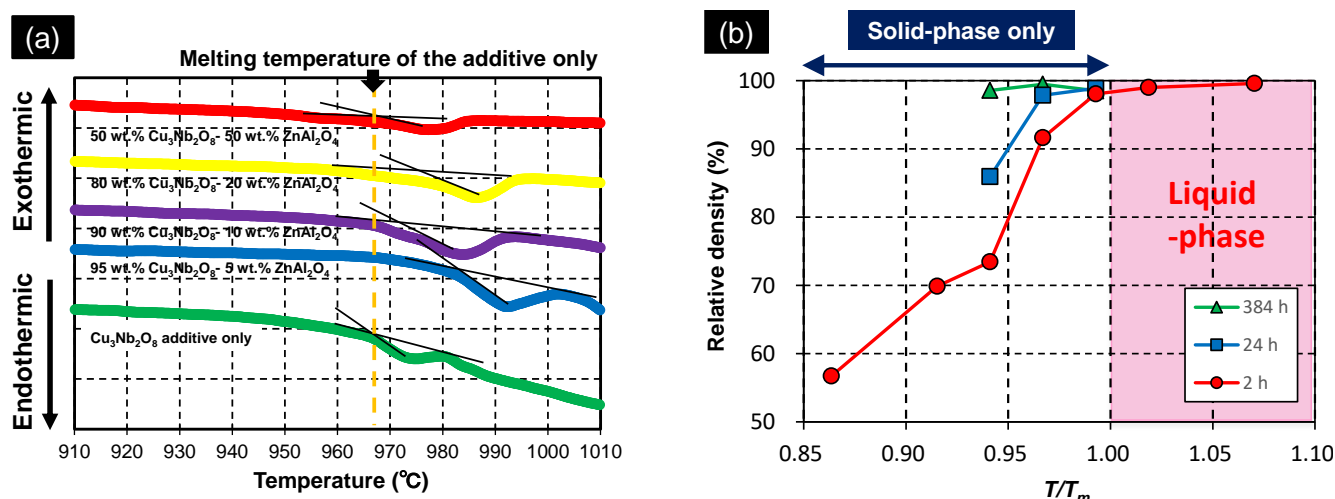 (a)
Melting temperature of the additive only
Exothermic
Endothermic
50 wt.% Cu₃Nb₂O₈- 50 wt.% ZnAl₂O₄
80 wt.% Cu₃Nb₂O₈- 20 wt.% ZnAl₂O₄
90 wt.% Cu₃Nb₂O₈- 10 wt.% ZnAl₂O₄
95 wt.% Cu₃Nb₂O₈- 5 wt.% ZnAl₂O₄
Cu₃Nb₂O₈ additive only
910 920 930 940 950 960 970 980 990 1000 1010
Temperature (℃)
(b)
Solid-phase only
Relative density (%)
100
90
80
70
60
50
Liquid
-phase
384 h
24 h
2 h
0.85 0.90 0.95 1.00 1.05 1.10
T/Tₘ